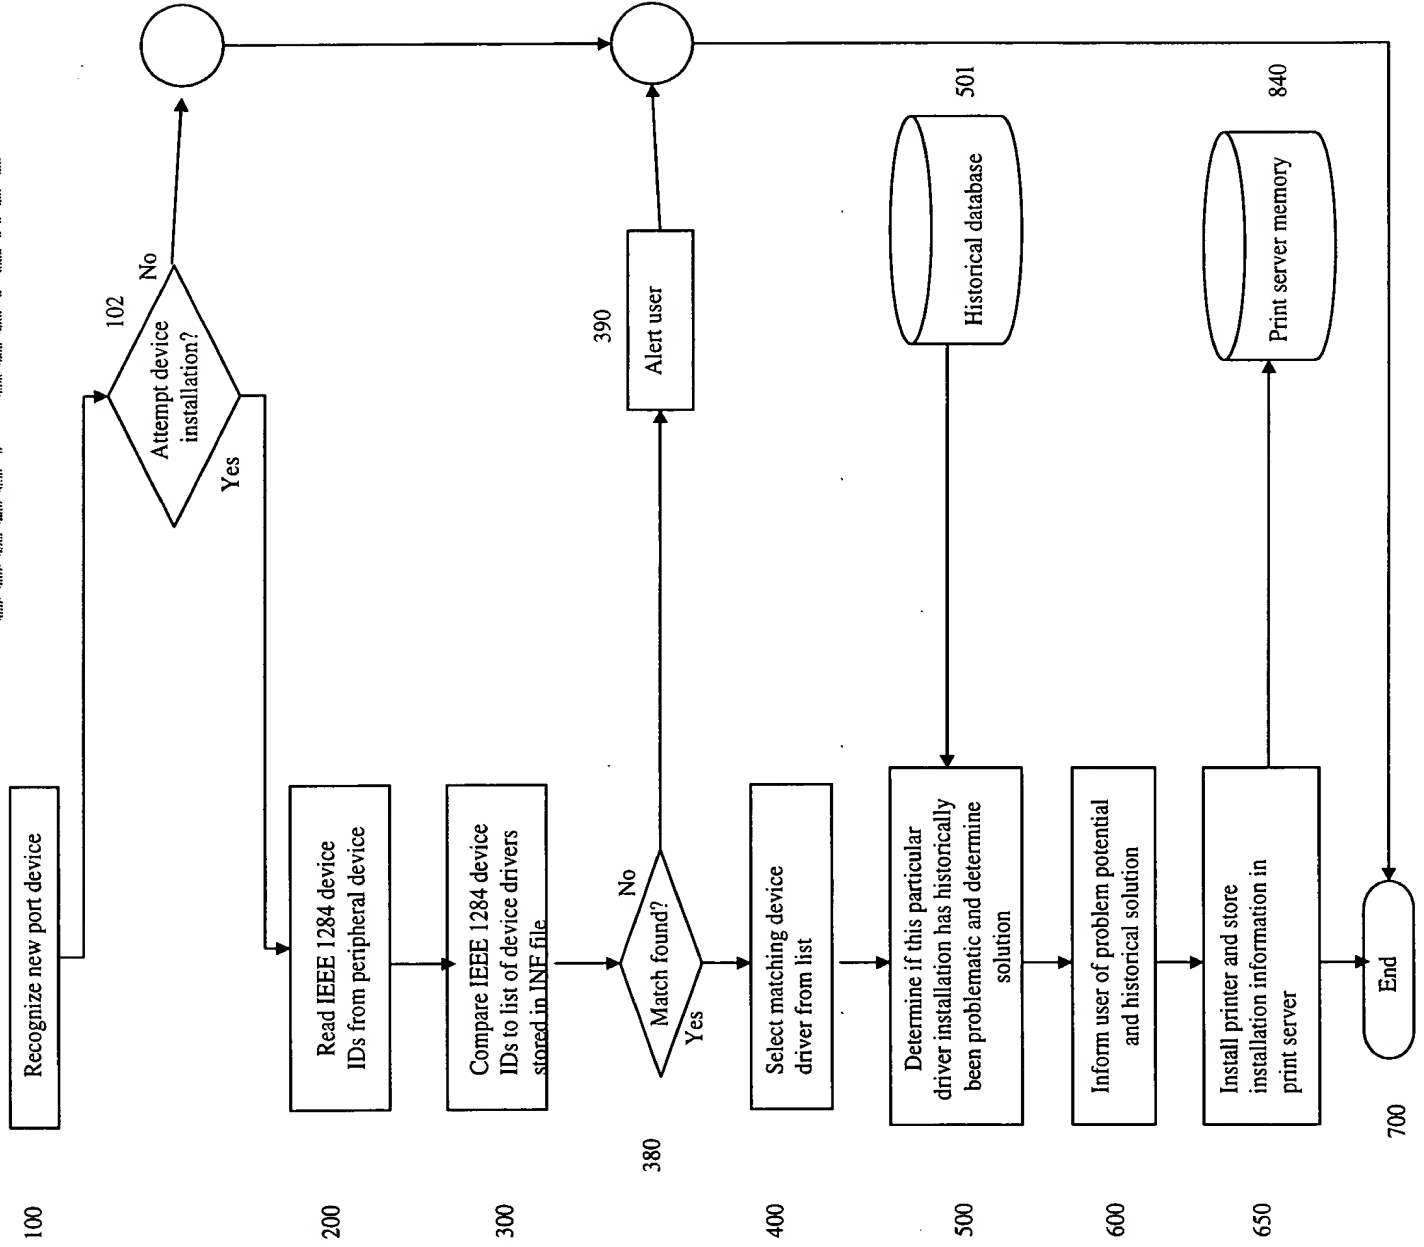 100
Recognize new port device
102
Attempt device
installation?
No
Yes
200
Read IEEE 1284 device
IDs from peripheral device
300
Compare IEEE 1284 device
IDs to list of device drivers
stored in INF file
380
Match found?
No
Yes
390
Alert user
400
Select matching device
driver from list
500
Determine if this particular
driver installation has historically
been problematic and determine
solution
501
Historical database
600
Inform user of problem potential
and historical solution
650
Install printer and store
installation information in
print server
840
Print server memory
700
End